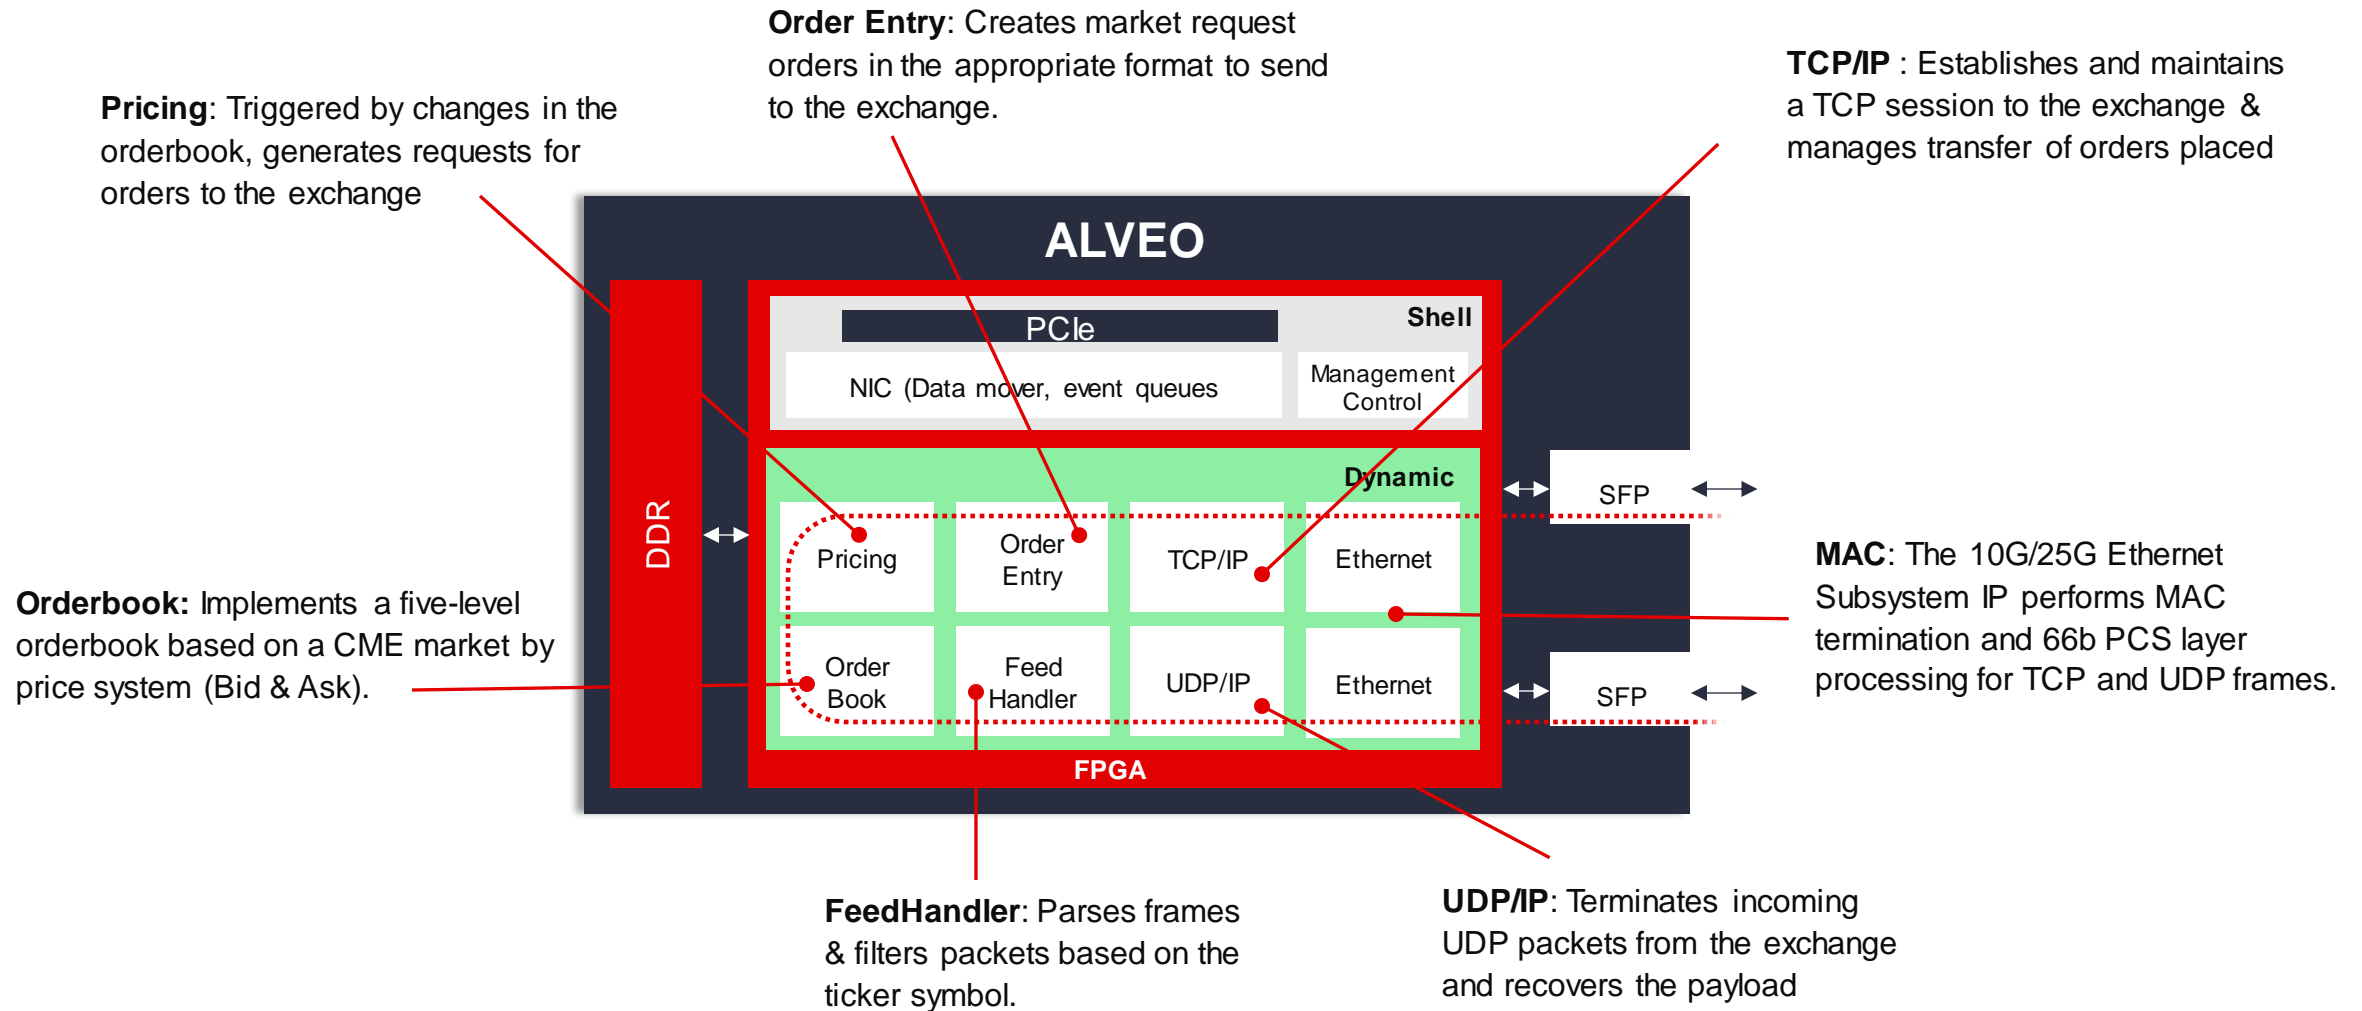 Order Entry: Creates market request
orders in the appropriate format to send
to the exchange.
TCP/IP : Establishes and maintains
a TCP session to the exchange &
manages transfer of orders placed
Pricing: Triggered by changes in the
orderbook, generates requests for
orders to the exchange
ALVEO
Shell
PCIe
NIC (Data mover, event queues
Management
Control
Dynamic
DDR
SFP
Pricing
Order
Entry
TCP/IP
Ethernet
MAC: The 10G/25G Ethernet
Subsystem IP performs MAC
termination and 66b PCS layer
processing for TCP and UDP frames.
Orderbook: Implements a five-level
orderbook based on a CME market by
price system (Bid & Ask).
Order
Book
Feed
Handler
UDP/IP
Ethernet
SFP
FPGA
FeedHandler: Parses frames
& filters packets based on the
ticker symbol.
UDP/IP: Terminates incoming
UDP packets from the exchange
and recovers the payload